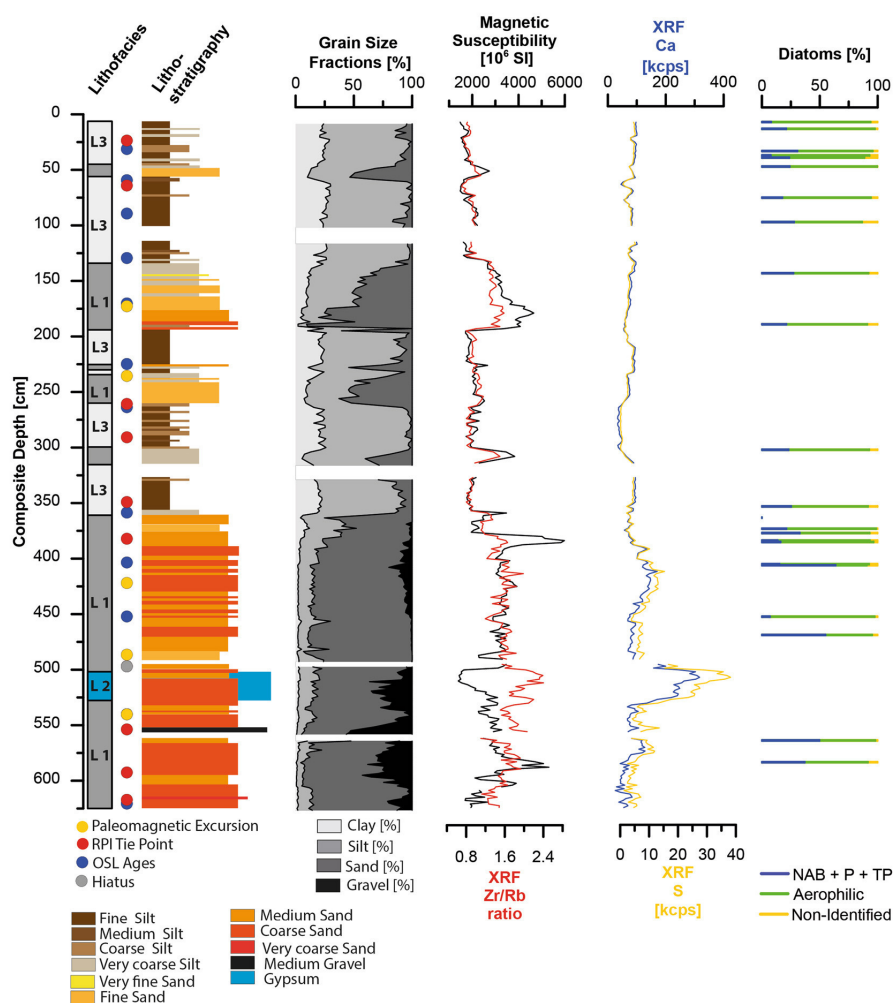 Lithofacies
Litho-
stratigraphy
Grain Size
Fractions [%]
Magnetic
Susceptibility
[10⁶ SI]
XRF
Ca
[kcps]
Diatoms [%]
0 50 100
2000 4000 6000
0 20 40
0 50 100
Composite Depth [cm]
0
50
100
150
200
250
300
350
400
450
500
550
600
L3
L3
L 1
L3
L 1
L3
L3
L 1
L 2
L 1
0.8 1.6 2.4
XRF
Zr/Rb
ratio
0 10 20 30 40
XRF
S
[kcps]
Paleomagnetic Excursion
RPI Tie Point
OSL Ages
Hiatus
Clay [%]
Silt [%]
Sand [%]
Gravel [%]
NAB + P + TP
Aerophilic
Non-Identified
Fine Silt
Medium Silt
Coarse Silt
Very coarse Silt
Very fine Sand
Fine Sand
Medium Sand
Coarse Sand
Very coarse Sand
Medium Gravel
Gypsum